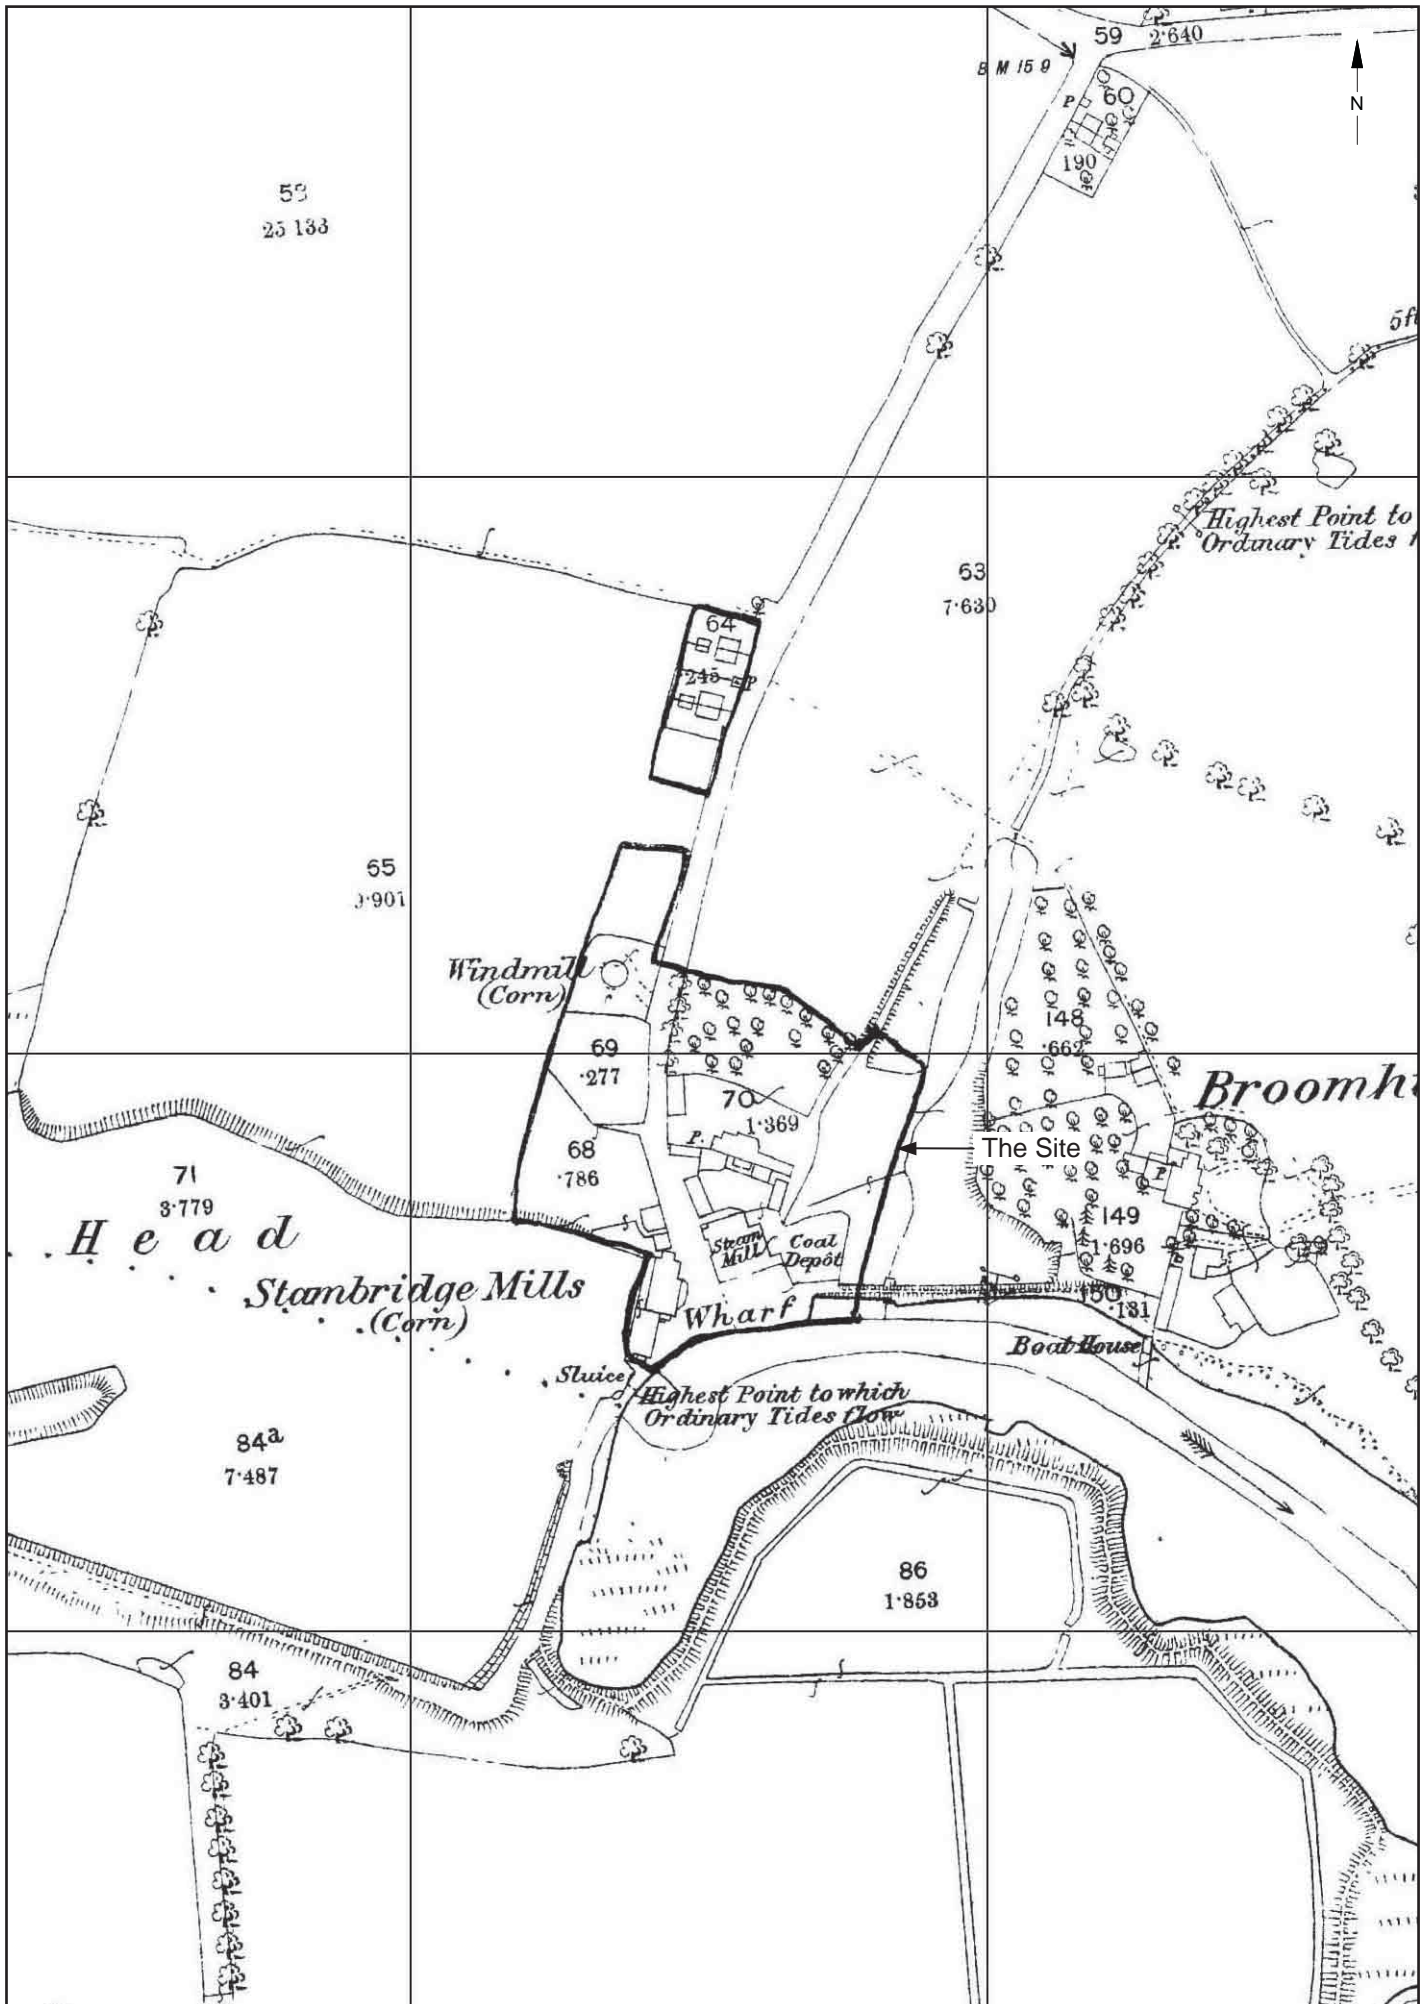 59 2·640
B M 15 9
N
P
60
190
25 133
5ft
Highest Point to
Ordinary Tides
63
7·630
64
·245
P
65
Windmill
(Corn)
69
·277
148
·662
Broomh
70
1·369
P.
The Site
68
·786
71
3·779
P
149
1·696
Head
Steam
Mill
Coal
Depôt
Stambridge Mills
(Corn)
Wharf
150
·131
Boat House
Sluice
Highest Point to which
Ordinary Tides flow
84a
7·487
86
1·853
84
3·401